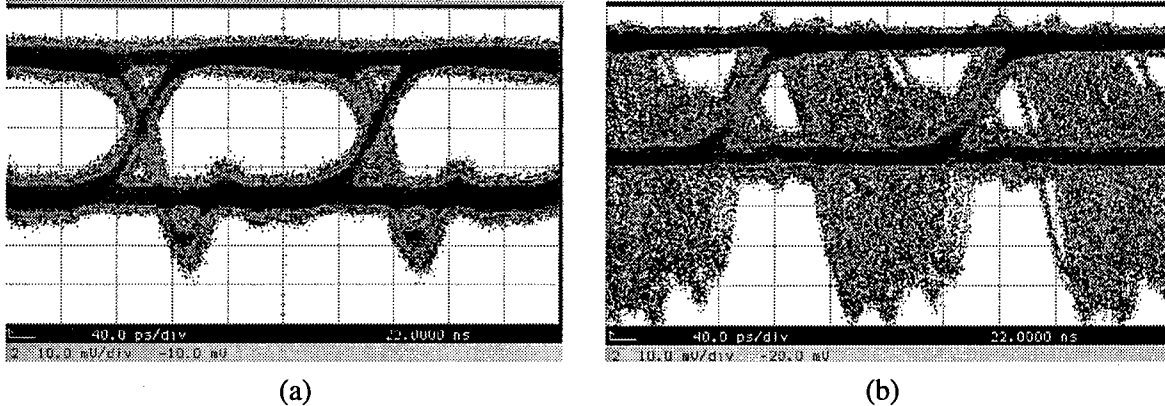 40.0 ps/div 22.0000 ns
2 10.0 mV/div -10.0 mV
40.0 ps/div 22.0000 ns
2 10.0 mV/div -20.0 mV
(a) (b)